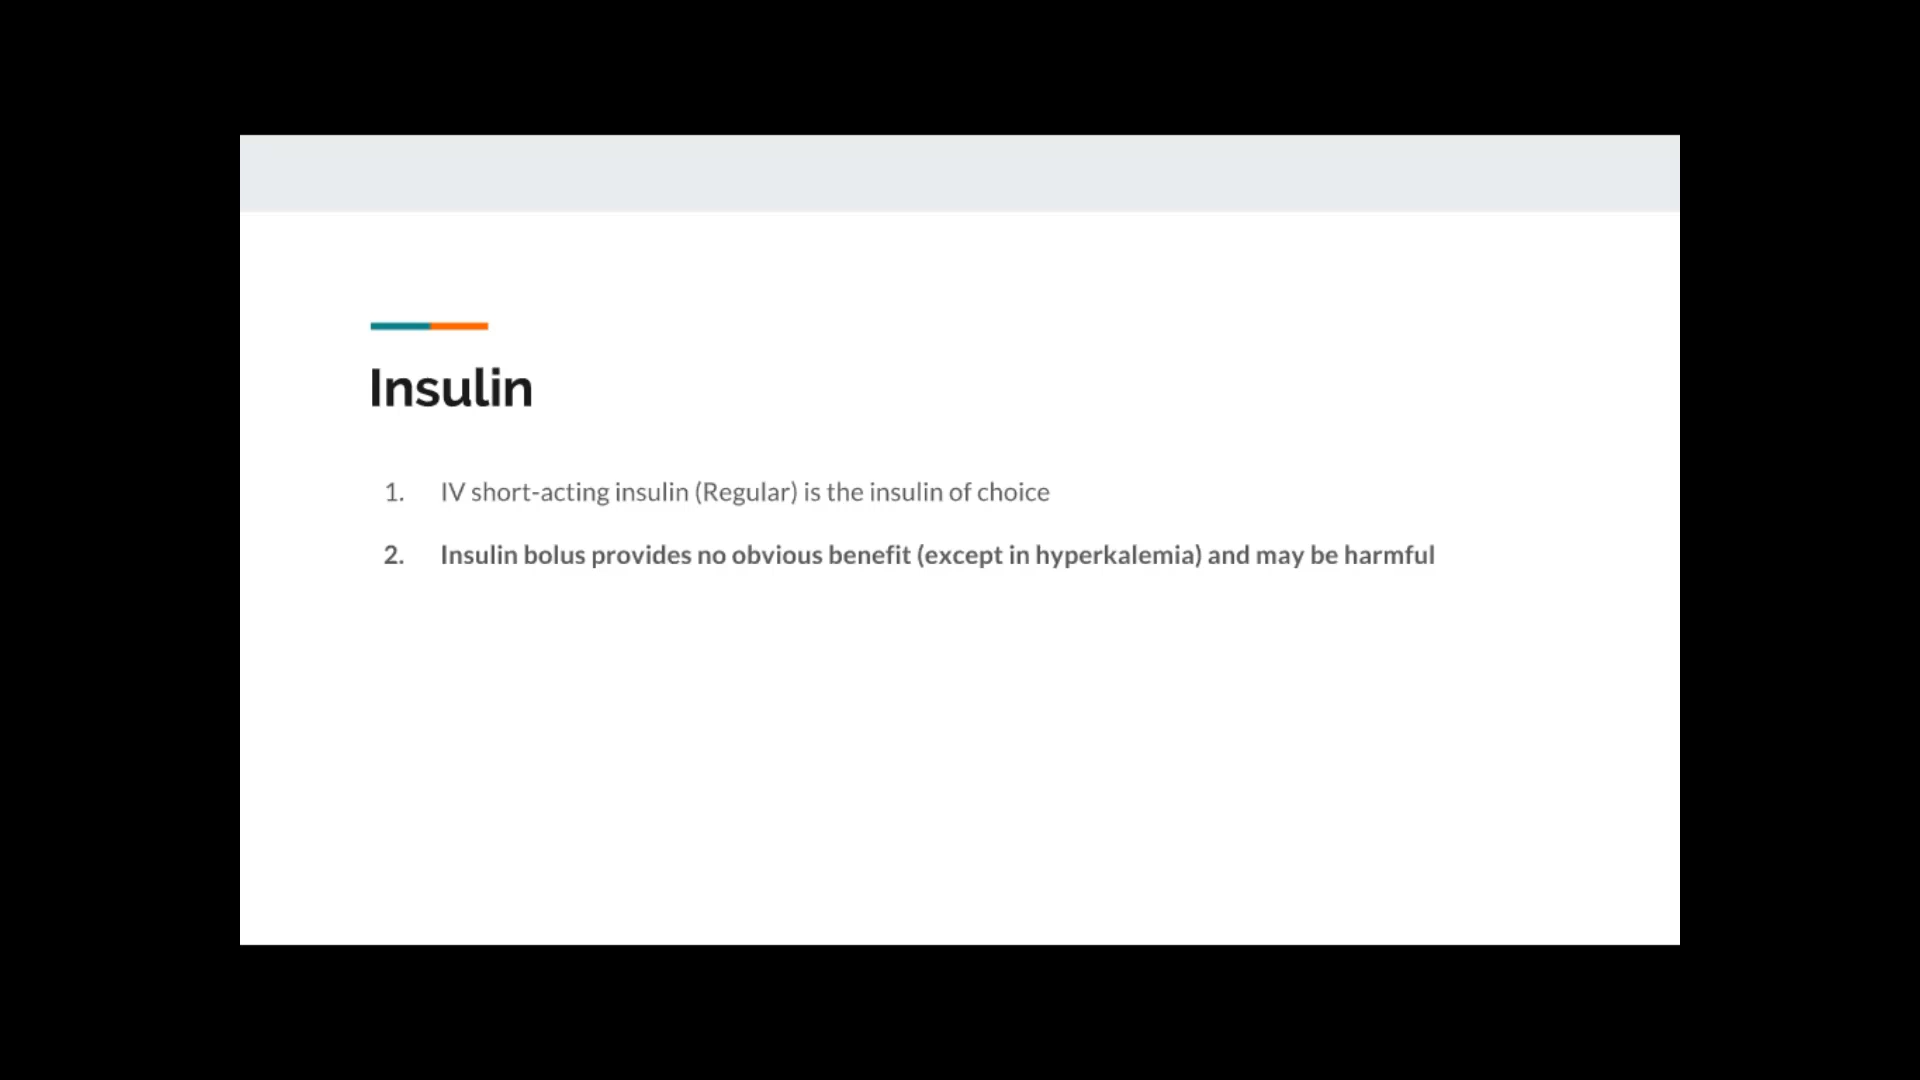 Insulin
1. IV short-acting insulin (Regular) is the insulin of choice
2. Insulin bolus provides no obvious benefit (except in hyperkalemia) and may be harmful